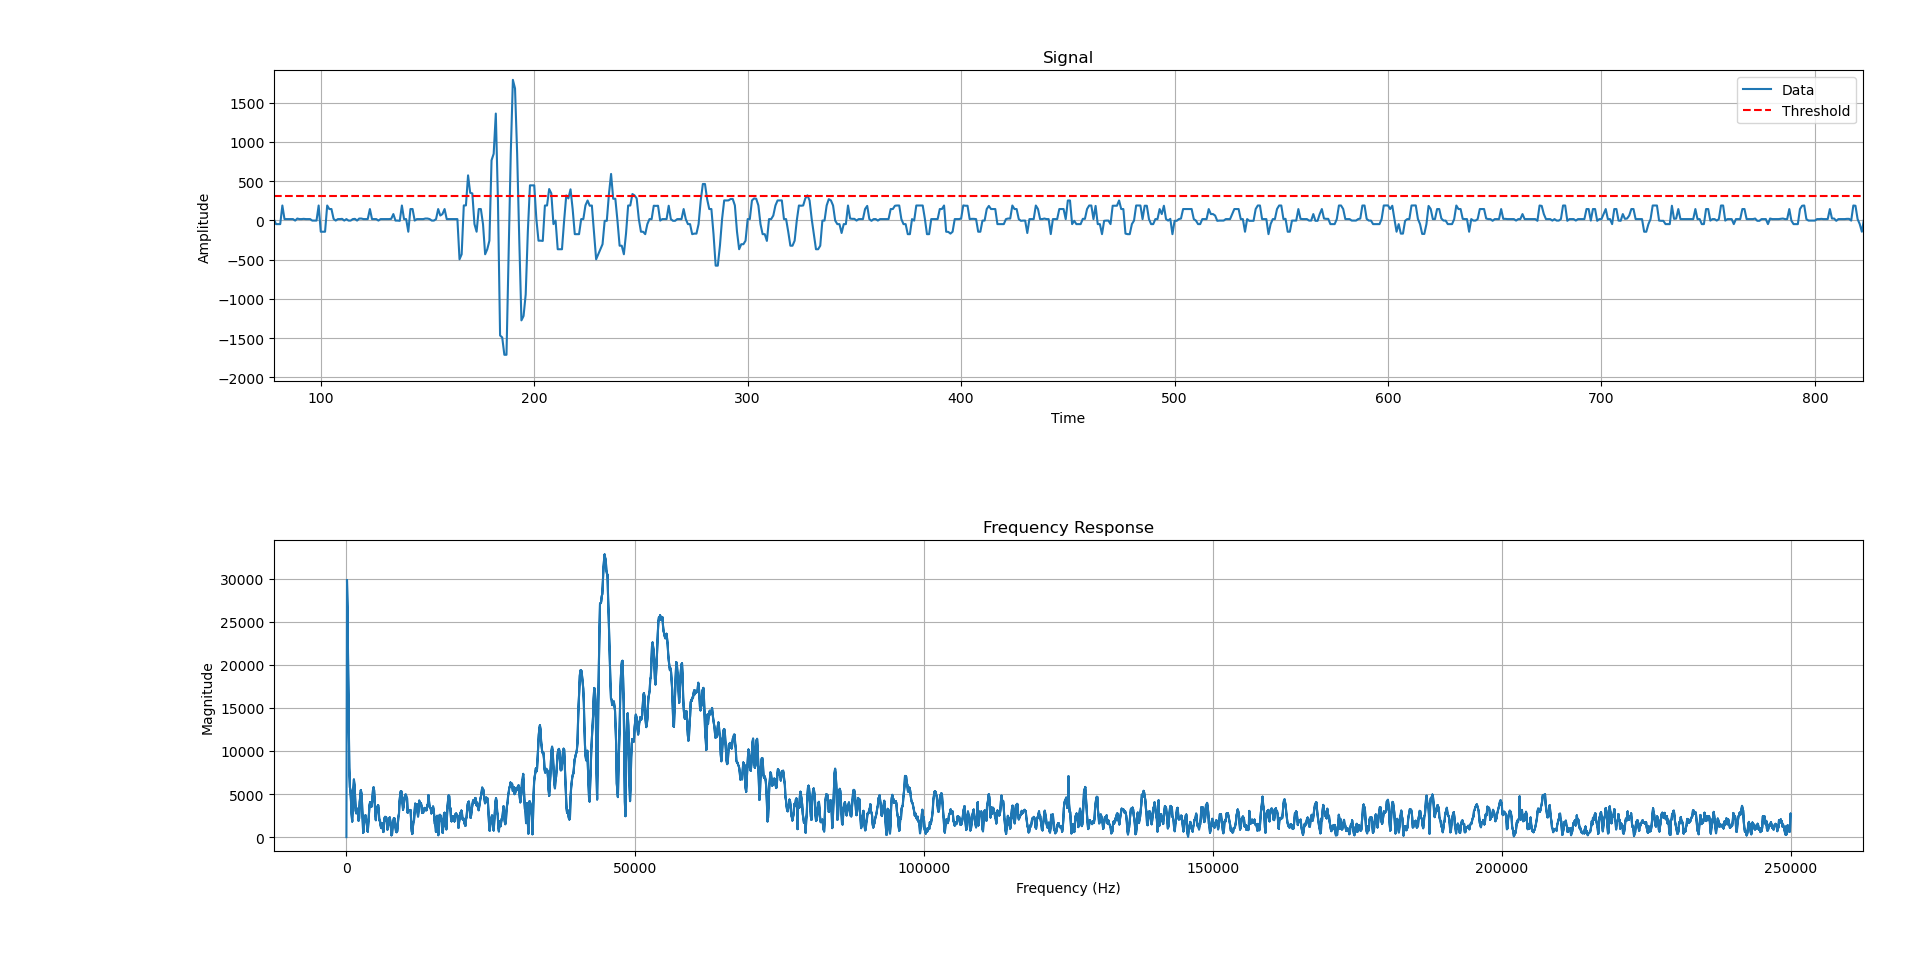 Signal
Data
Threshold
Amplitude
1500
1000
500
0
−500
−1000
−1500
−2000
100 200 300 400 500 600 700 800
Time
Frequency Response
Magnitude
30000
25000
20000
15000
10000
5000
0
0 50000 100000 150000 200000 250000
Frequency (Hz)